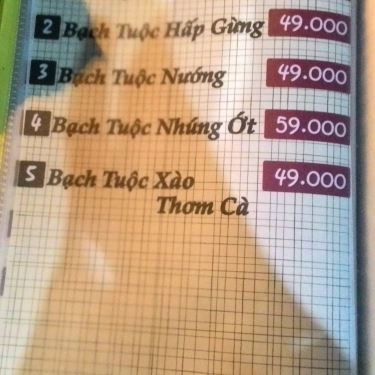 2 Bạch Tuộc Hấp Gừng 49.000
3 Bạch Tuộc Nướng 49.000
4 Bạch Tuộc Nhúng Ớt 59.000
5 Bạch Tuộc Xào 49.000
Thơm Cà